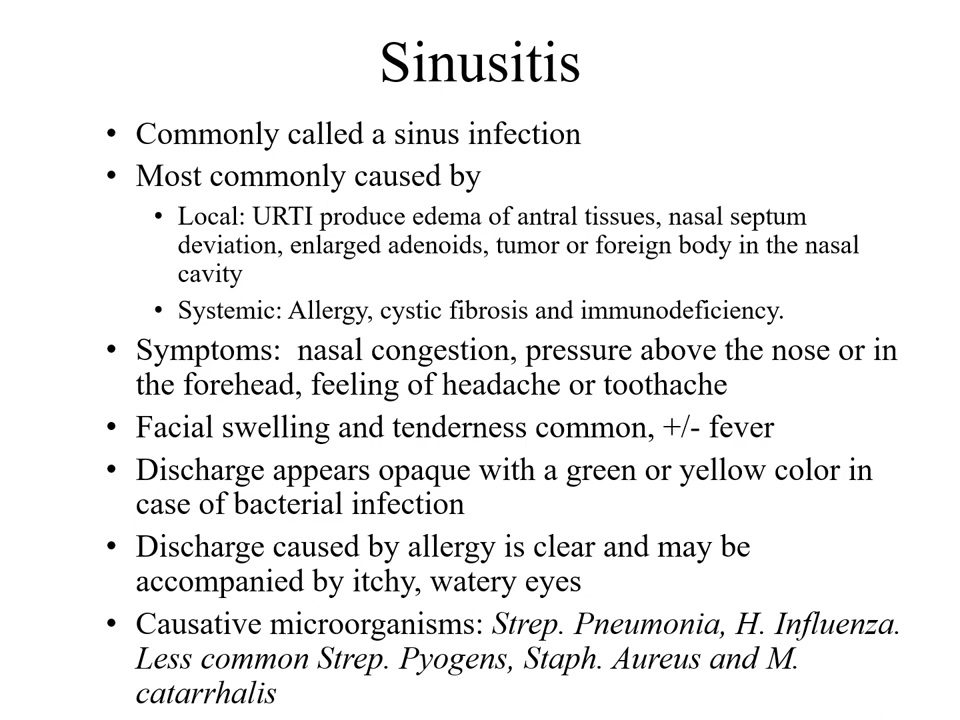 Sinusitis
• Commonly called a sinus infection
• Most commonly caused by
• Local: URTI produce edema of antral tissues, nasal septum
deviation, enlarged adenoids, tumor or foreign body in the nasal
cavity
• Systemic: Allergy, cystic fibrosis and immunodeficiency.
• Symptoms:  nasal congestion, pressure above the nose or in
the forehead, feeling of headache or toothache
• Facial swelling and tenderness common, +/- fever
• Discharge appears opaque with a green or yellow color in
case of bacterial infection
• Discharge caused by allergy is clear and may be
accompanied by itchy, watery eyes
• Causative microorganisms: Strep. Pneumonia, H. Influenza.
Less common Strep. Pyogens, Staph. Aureus and M.
catarrhalis